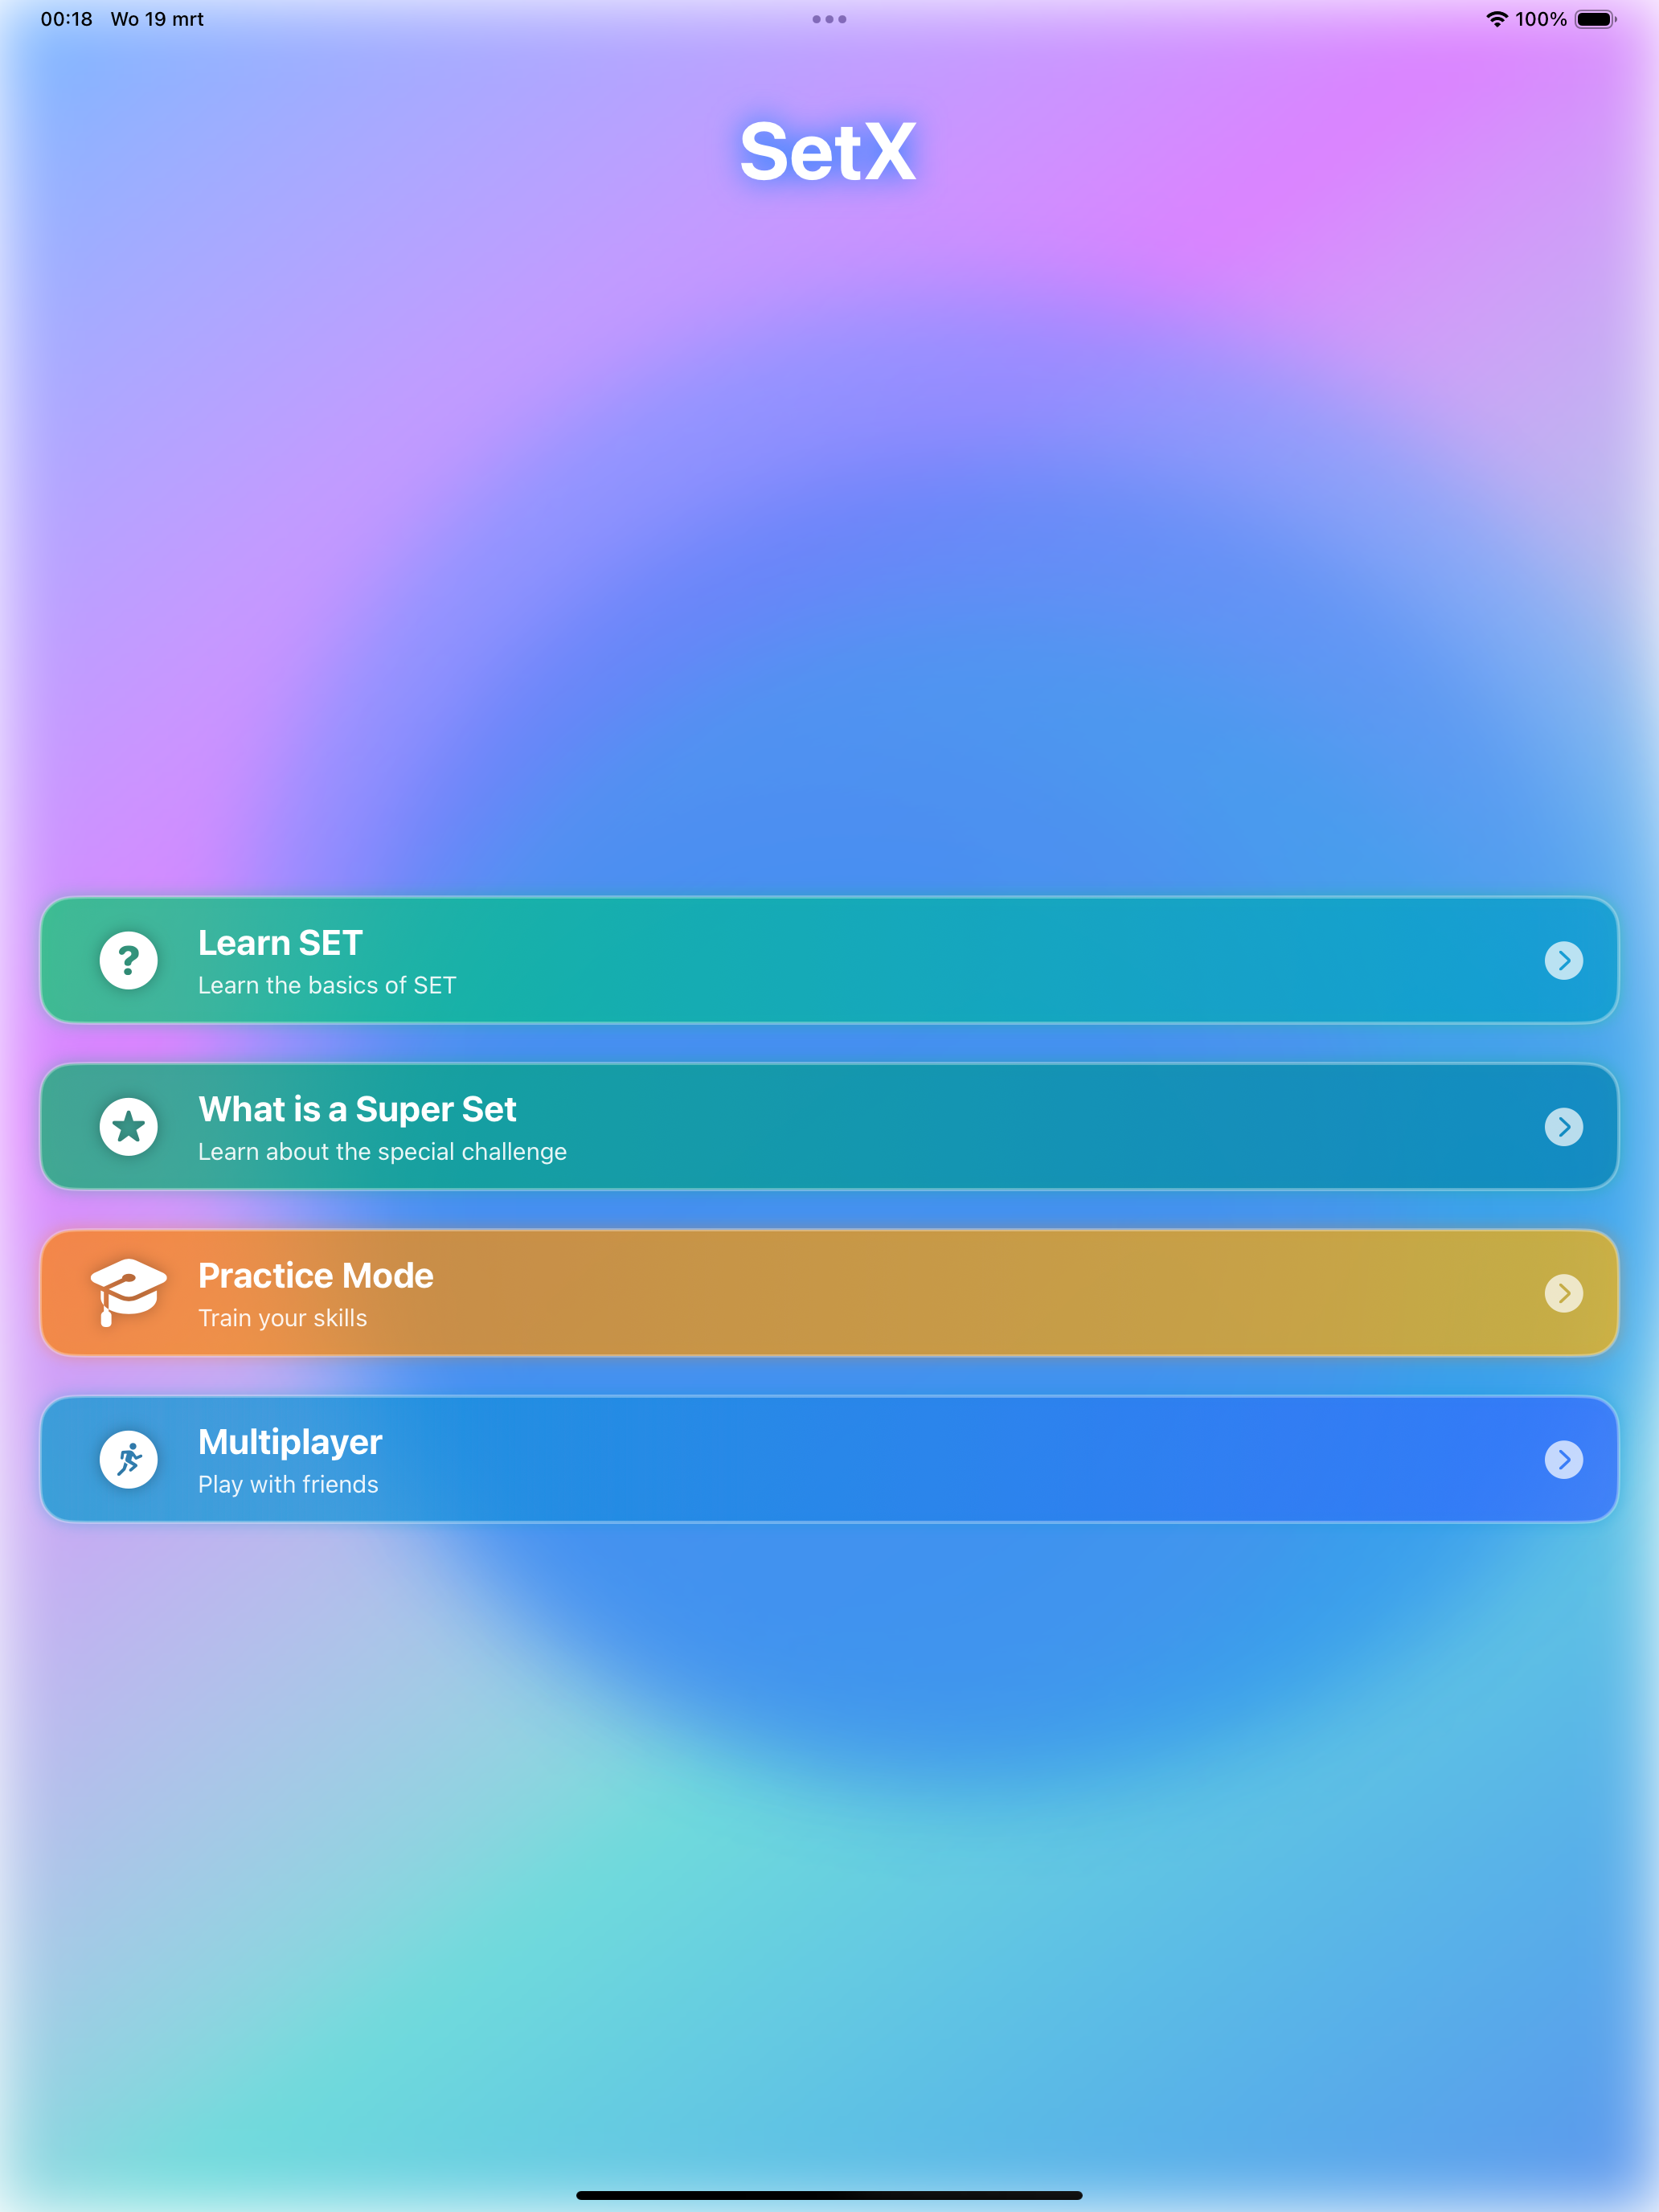 00:18 Wo 19 mrt 100%
SetX
Learn SET
Learn the basics of SET
What is a Super Set
Learn about the special challenge
Practice Mode
Train your skills
Multiplayer
Play with friends